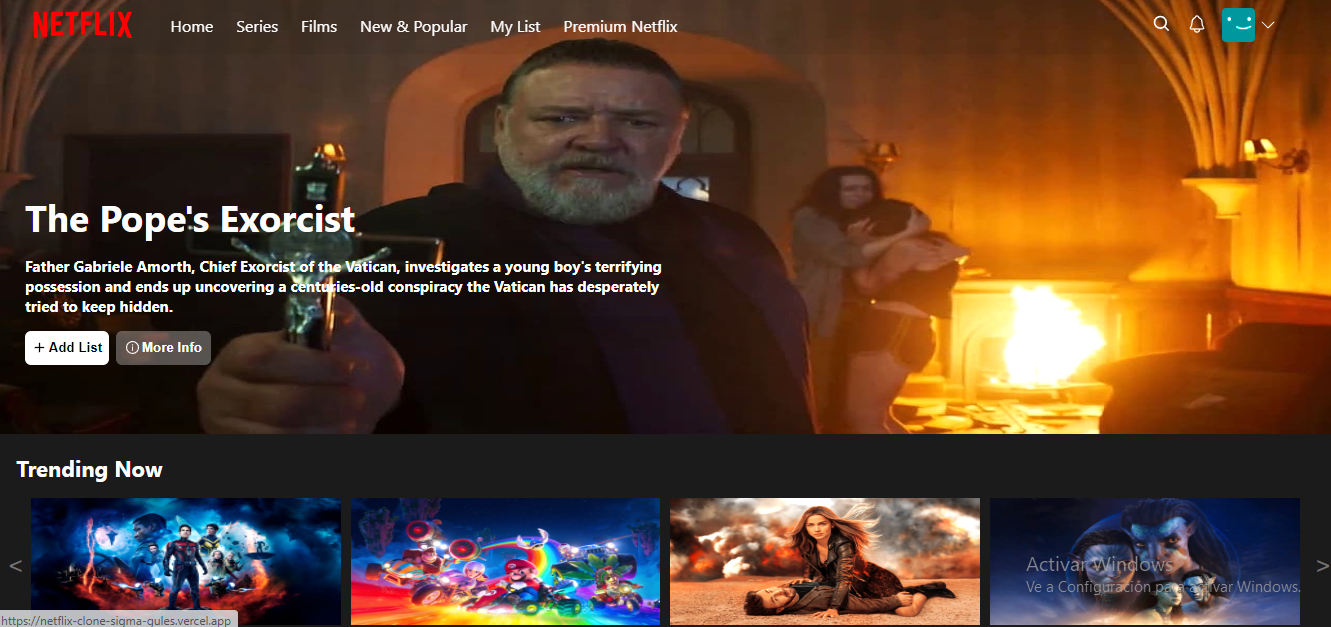 NETFLIX
Home Series Films New & Popular My List Premium Netflix
The Pope's Exorcist
Father Gabriele Amorth, Chief Exorcist of the Vatican, investigates a young boy's terrifying
possession and ends up uncovering a centuries-old conspiracy the Vatican has desperately
tried to keep hidden.
+ Add List More Info
Trending Now
< >
Activar Windows
Ve a Configuración para activar Windows.
https://netflix-clone-sigma-gules.vercel.app